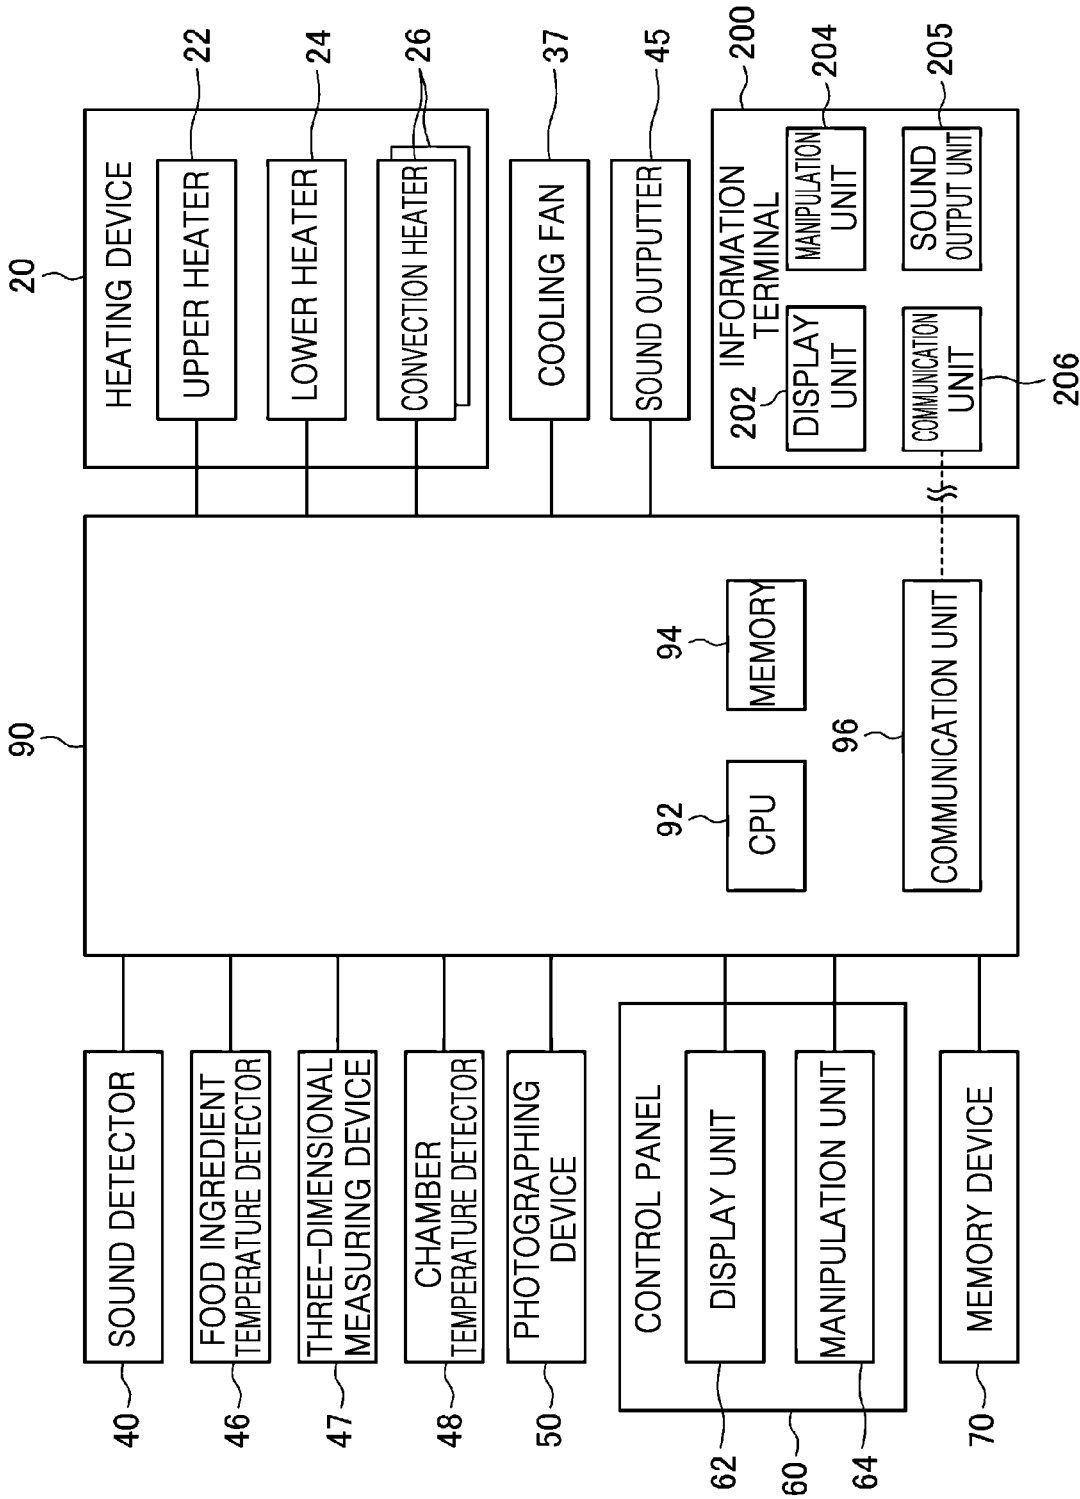 40
SOUND DETECTOR
46
FOOD INGREDIENT
TEMPERATURE DETECTOR
47
THREE-DIMENSIONAL
MEASURING DEVICE
48
CHAMBER
TEMPERATURE DETECTOR
50
PHOTOGRAPHING
DEVICE
CONTROL PANEL
62
DISPLAY UNIT
60
64
MANIPULATION UNIT
70
MEMORY DEVICE
90
92
CPU
94
MEMORY
96
COMMUNICATION UNIT
20
HEATING DEVICE
UPPER HEATER
22
LOWER HEATER
24
CONVECTION HEATER
26
COOLING FAN
37
SOUND OUTPUTTER
45
INFORMATION
TERMINAL
200
202
DISPLAY
UNIT
MANIPULATION
UNIT
204
COMMUNICATION
UNIT
206
SOUND
OUTPUT UNIT
205